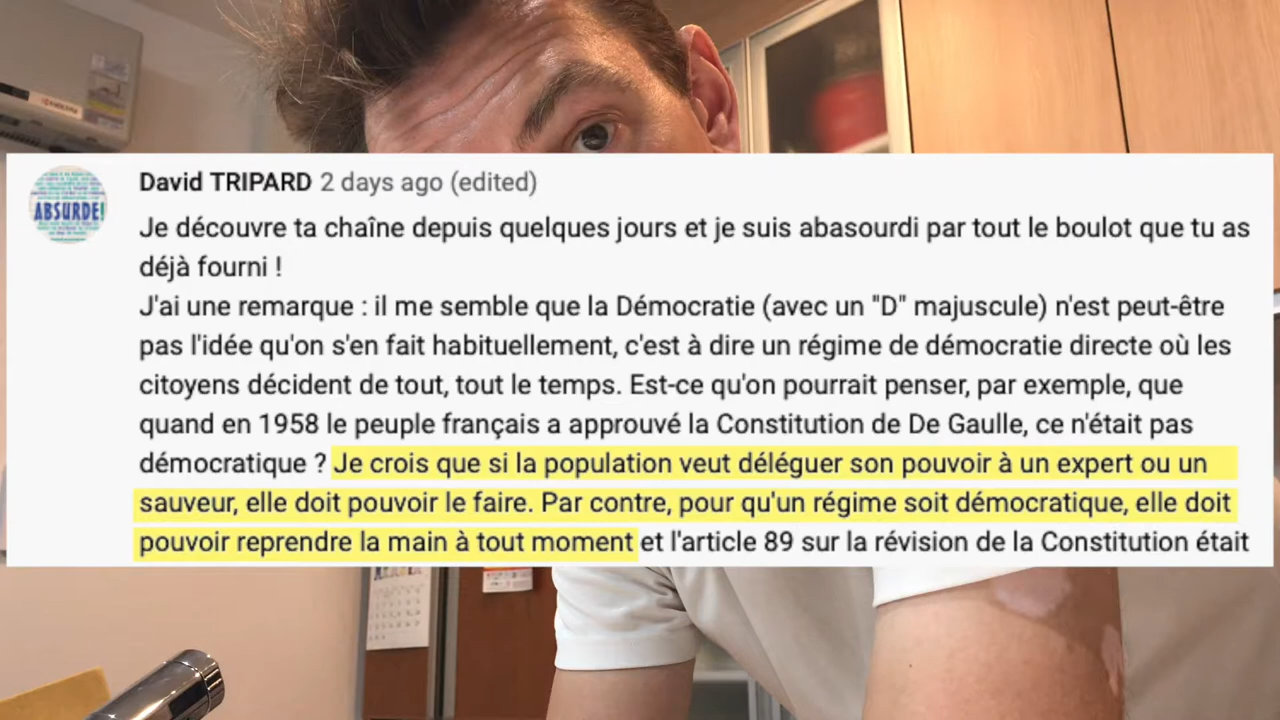 David TRIPARD 2 days ago (edited)
ABSURDE!
Je découvre ta chaîne depuis quelques jours et je suis abasourdi par tout le boulot que tu as
déjà fourni !
J'ai une remarque : il me semble que la Démocratie (avec un "D" majuscule) n'est peut-être
pas l'idée qu'on s'en fait habituellement, c'est à dire un régime de démocratie directe où les
citoyens décident de tout, tout le temps. Est-ce qu'on pourrait penser, par exemple, que
quand en 1958 le peuple français a approuvé la Constitution de De Gaulle, ce n'était pas
démocratique ? Je crois que si la population veut déléguer son pouvoir à un expert ou un
sauveur, elle doit pouvoir le faire. Par contre, pour qu'un régime soit démocratique, elle doit
pouvoir reprendre la main à tout moment et l'article 89 sur la révision de la Constitution était